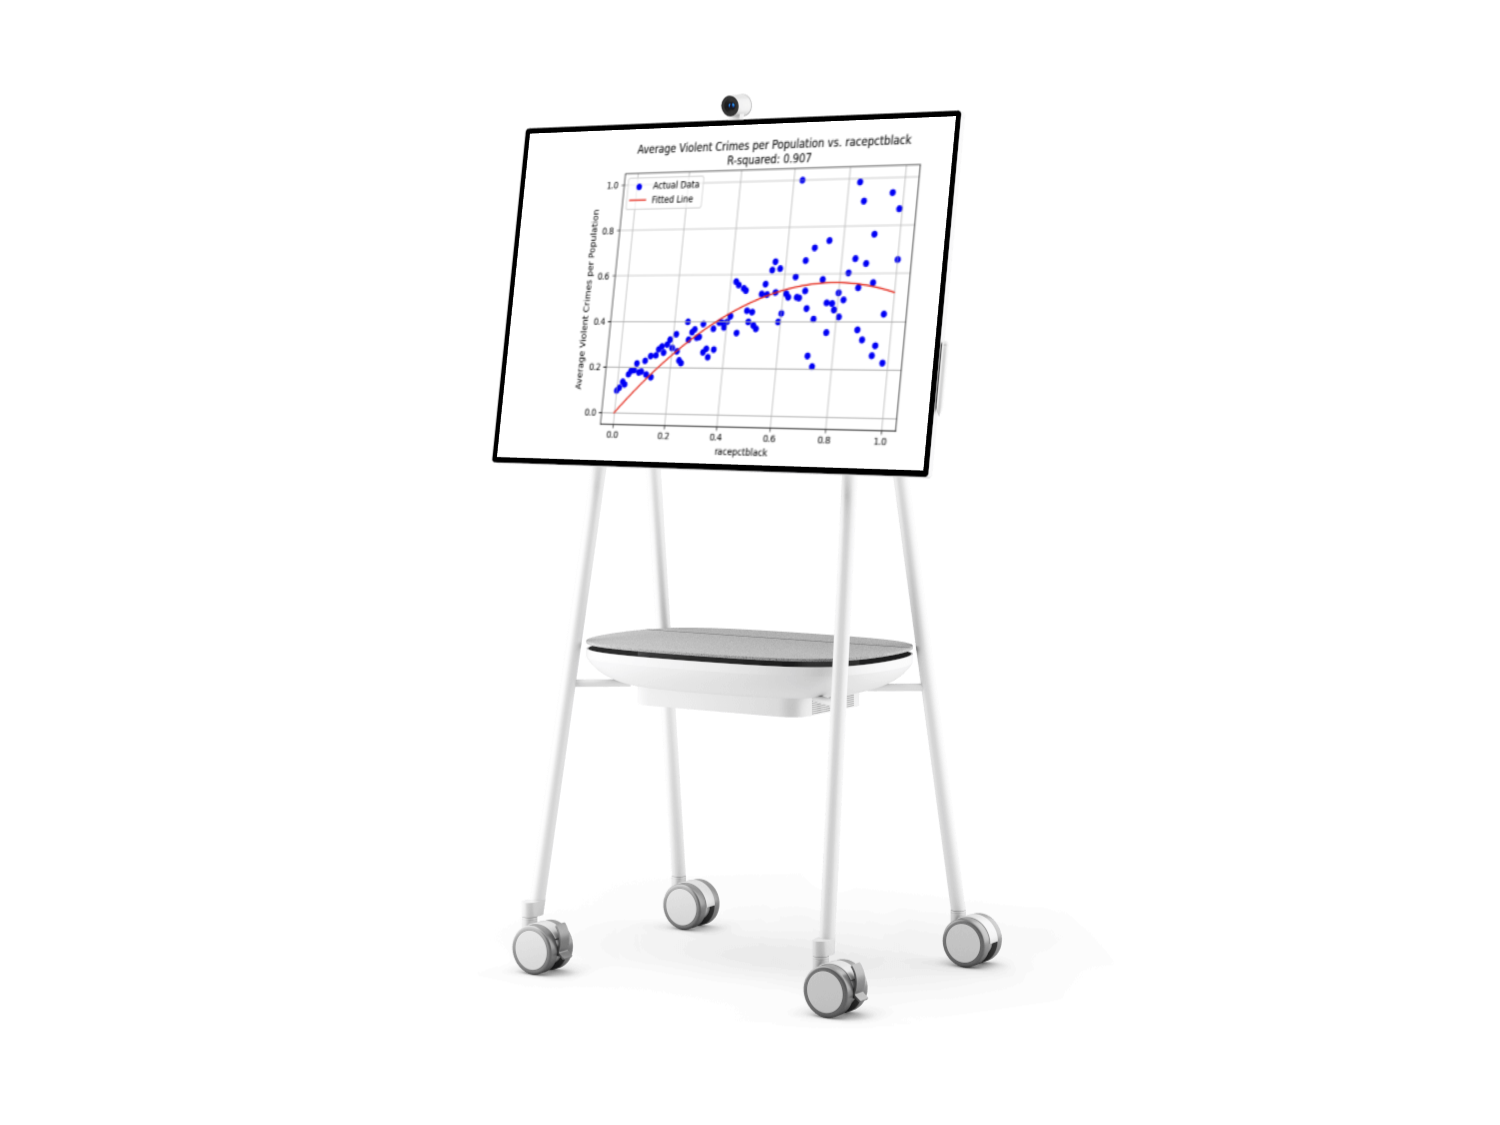 Average Violent Crimes per Population vs. racepctblack
R-squared: 0.907
Actual Data
Fitted Line
Average Violent Crimes per Population
1.0
0.8
0.6
0.4
0.2
0.0
0.0 0.2 0.4 0.6 0.8 1.0
racepctblack